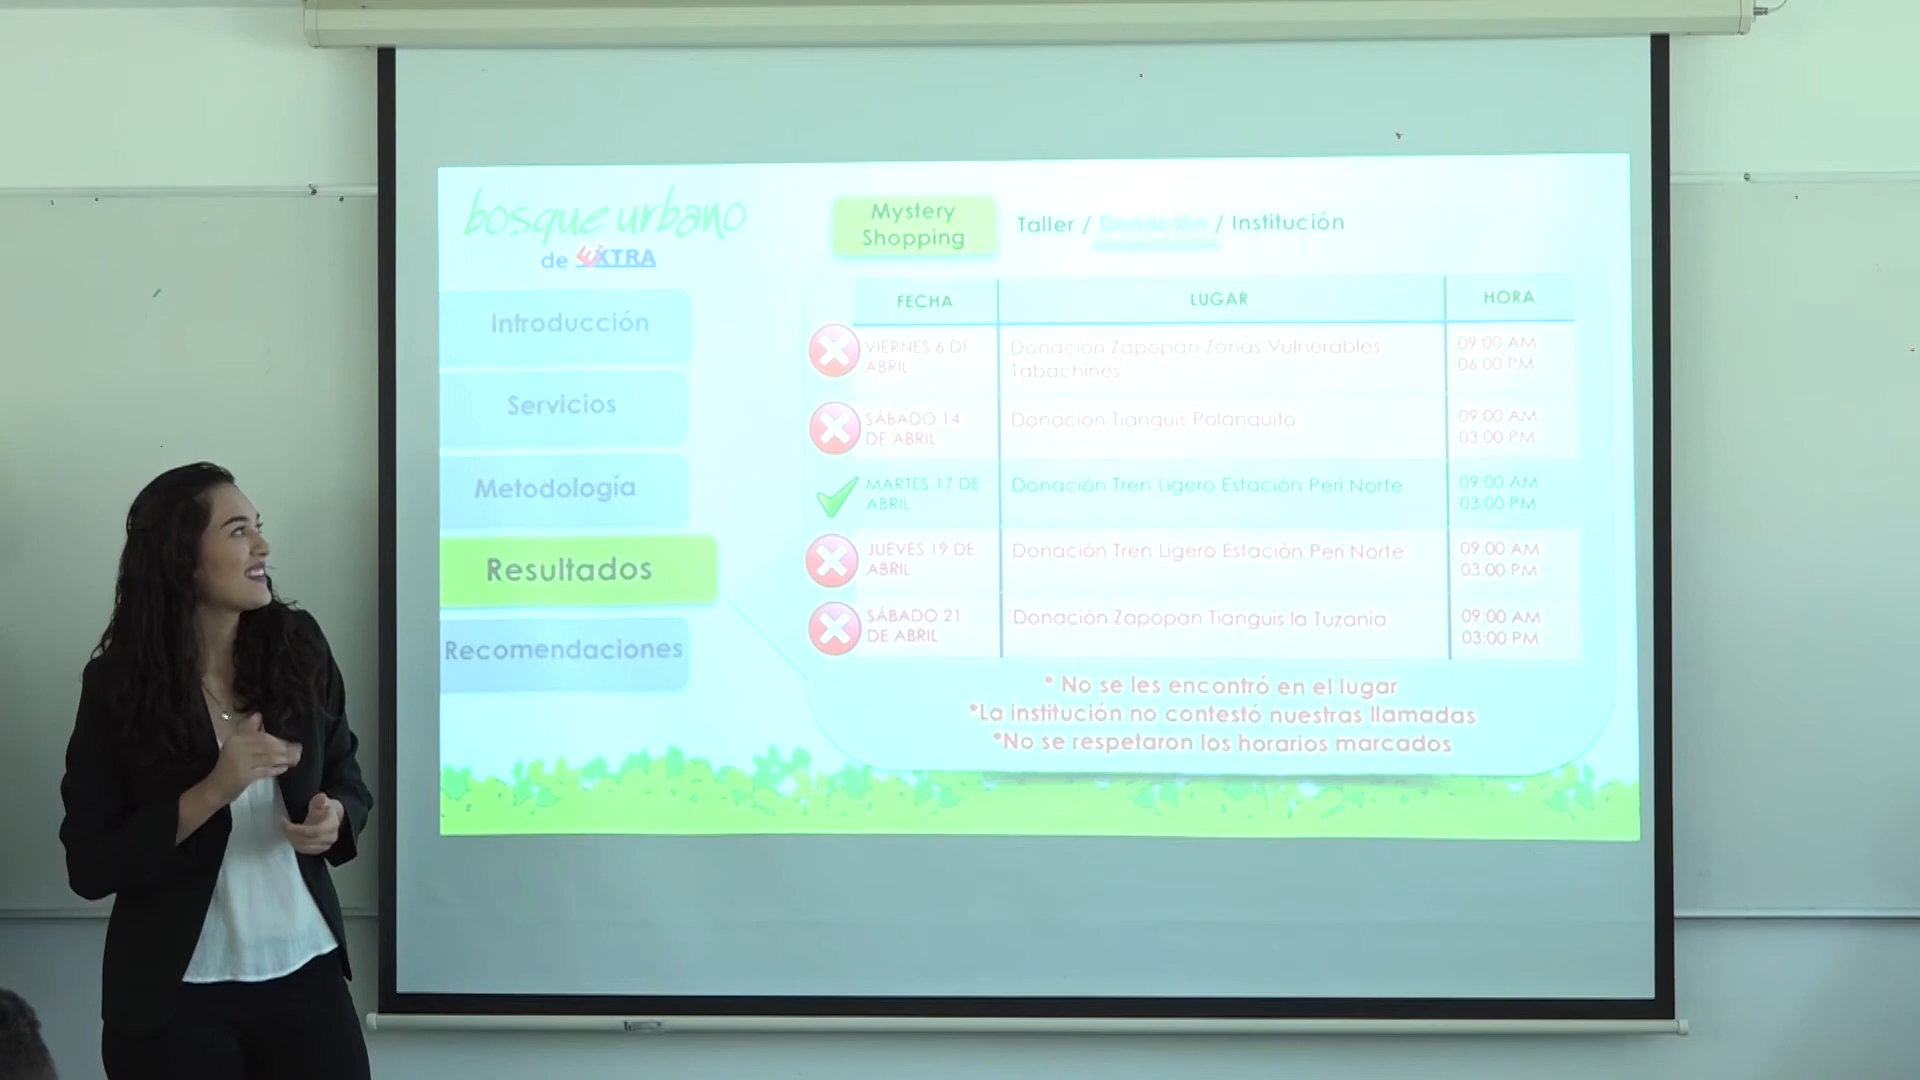 bosque urbano
de EXTRA
Introducción
Servicios
Metodología
Resultados
Recomendaciones
Mystery
Shopping
Taller / Donación / Institución
FECHA LUGAR HORA
VIERNES 6 DE
ABRIL
Donación Zapopan Zonas Vulnerables
Tabachines
09:00 AM
06:00 PM
SÁBADO 14
DE ABRIL
Donación Tianguis Polanquito
09:00 AM
03:00 PM
MARTES 17 DE
ABRIL
Donación Tren Ligero Estación Peri Norte
09:00 AM
03:00 PM
JUEVES 19 DE
ABRIL
Donación Tren Ligero Estación Peri Norte
09:00 AM
03:00 PM
SÁBADO 21
DE ABRIL
Donación Zapopan Tianguis la Tuzania
09:00 AM
03:00 PM
* No se les encontró en el lugar
*La institución no contestó nuestras llamadas
*No se respetaron los horarios marcados